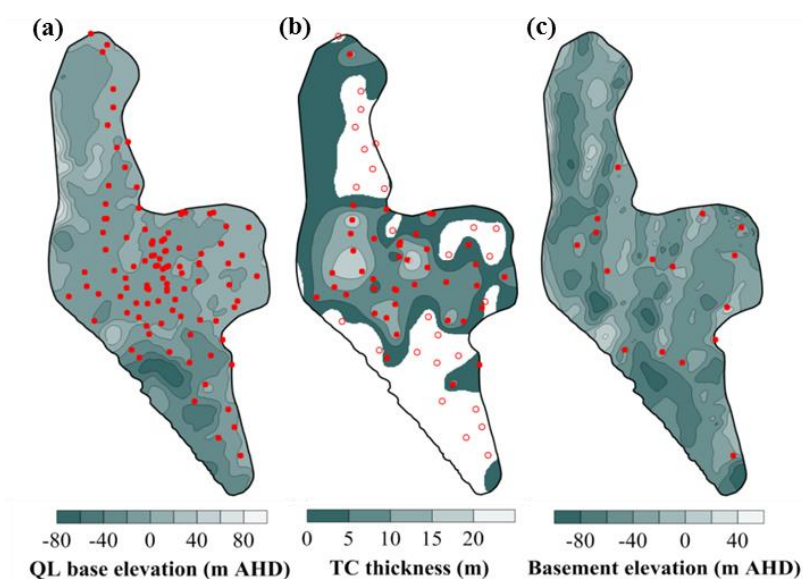 (a) (b) (c)
-80 -40 0 40 80
QL base elevation (m AHD)
0 5 10 15 20
TC thickness (m)
-80 -40 0 40
Basement elevation (m AHD)